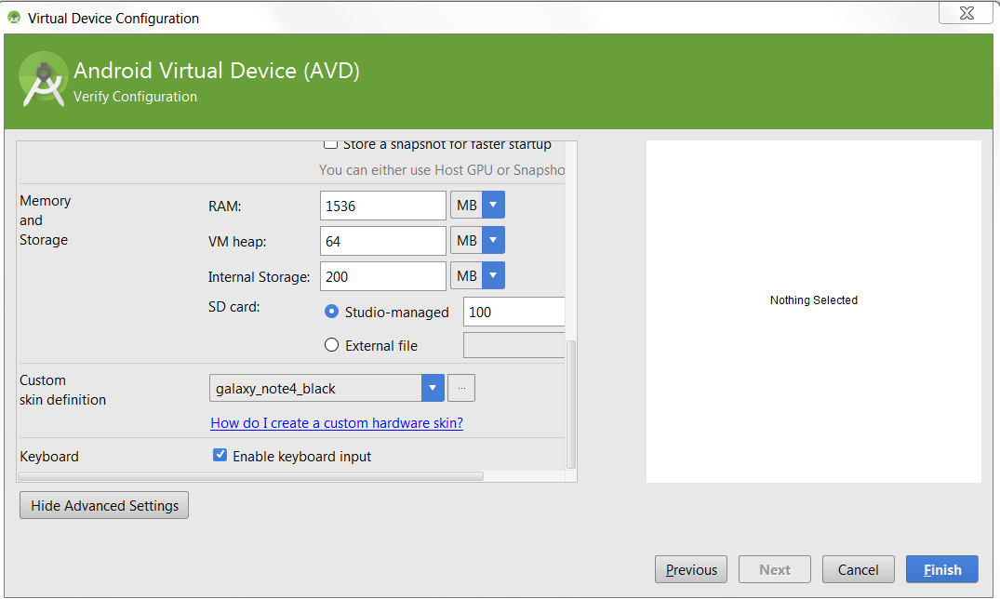 Virtual Device Configuration
Android Virtual Device (AVD)
Verify Configuration
Store a snapshot for faster startup
You can either use Host GPU or Snapsho
Memory
and
Storage
RAM:
1536
MB
VM heap:
64
MB
Internal Storage:
200
MB
SD card:
Studio-managed
100
External file
Custom
skin definition
galaxy_note4_black
...
How do I create a custom hardware skin?
Keyboard
Enable keyboard input
Nothing Selected
Hide Advanced Settings
Previous
Next
Cancel
Finish